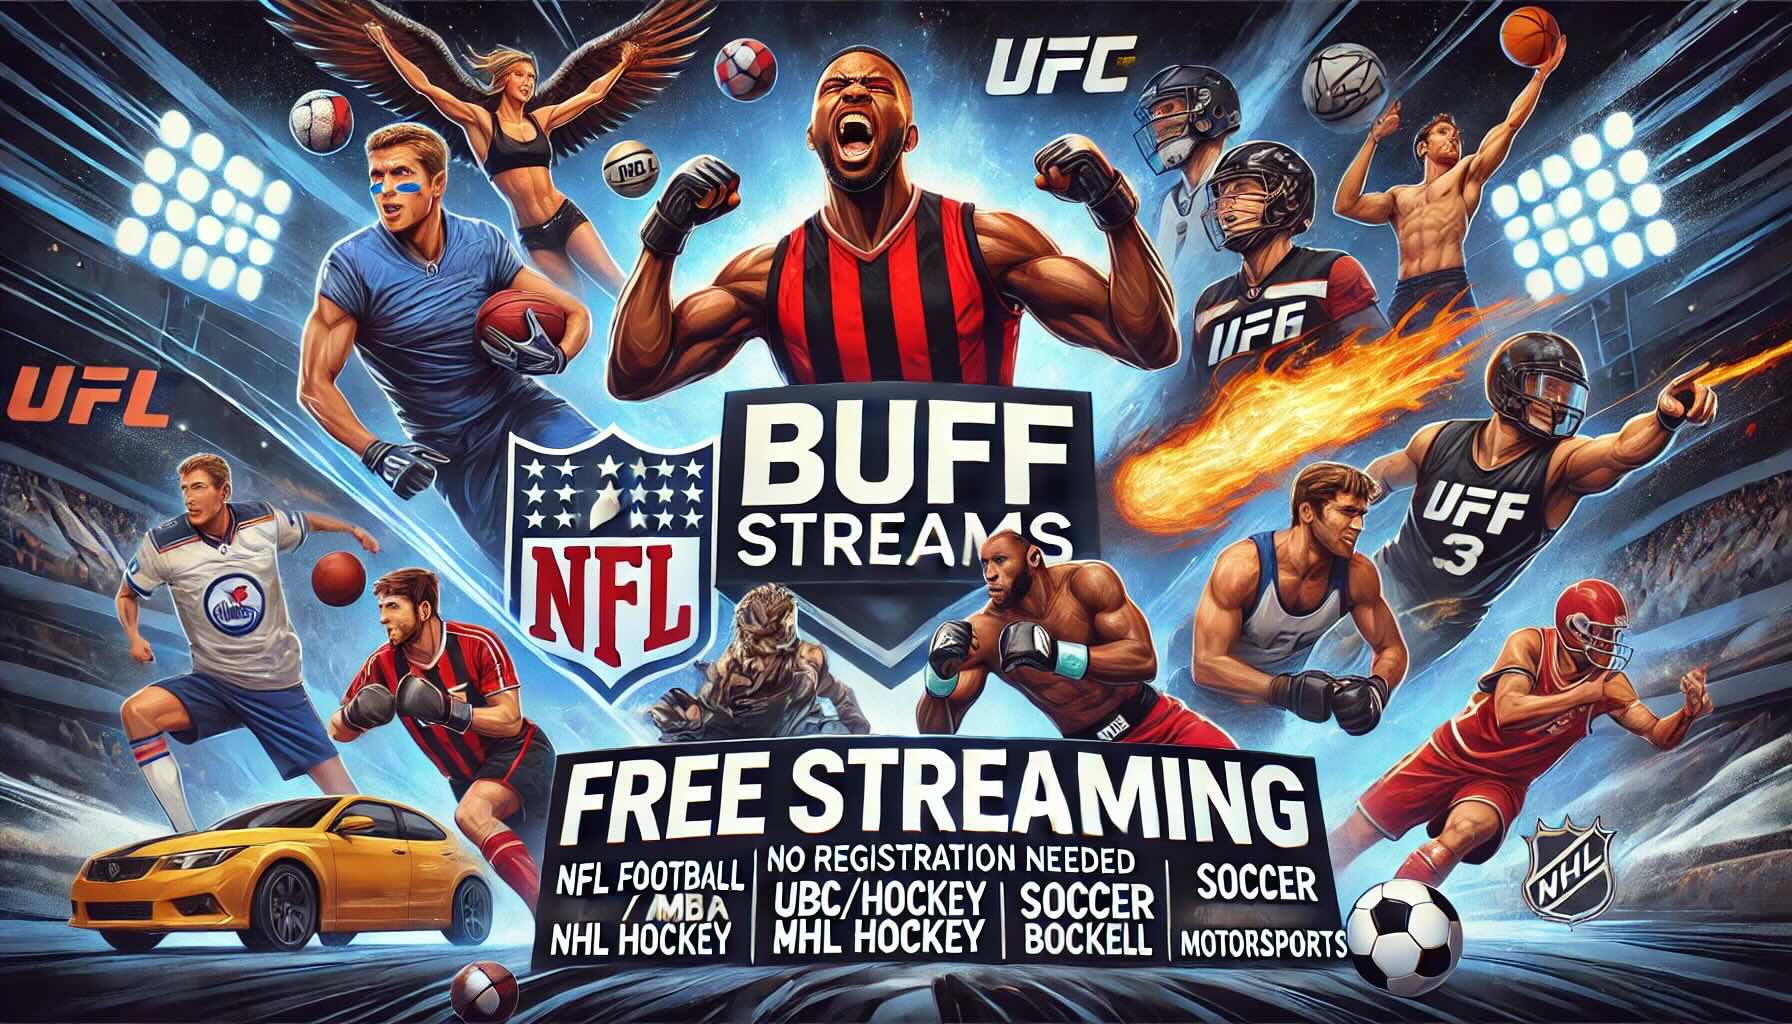 UFC
UFL
UFF
.3
NFL
BUFF
STREAMS
FREE STREAMING
NO REGISTRATION NEEDED
NFL FOOTBALL
/ MBA
NHL HOCKEY
UBC/HOCKEY
MHL HOCKEY
SOCCER
BOCKELL
SOCCER
MOTORSPORTS
NHL